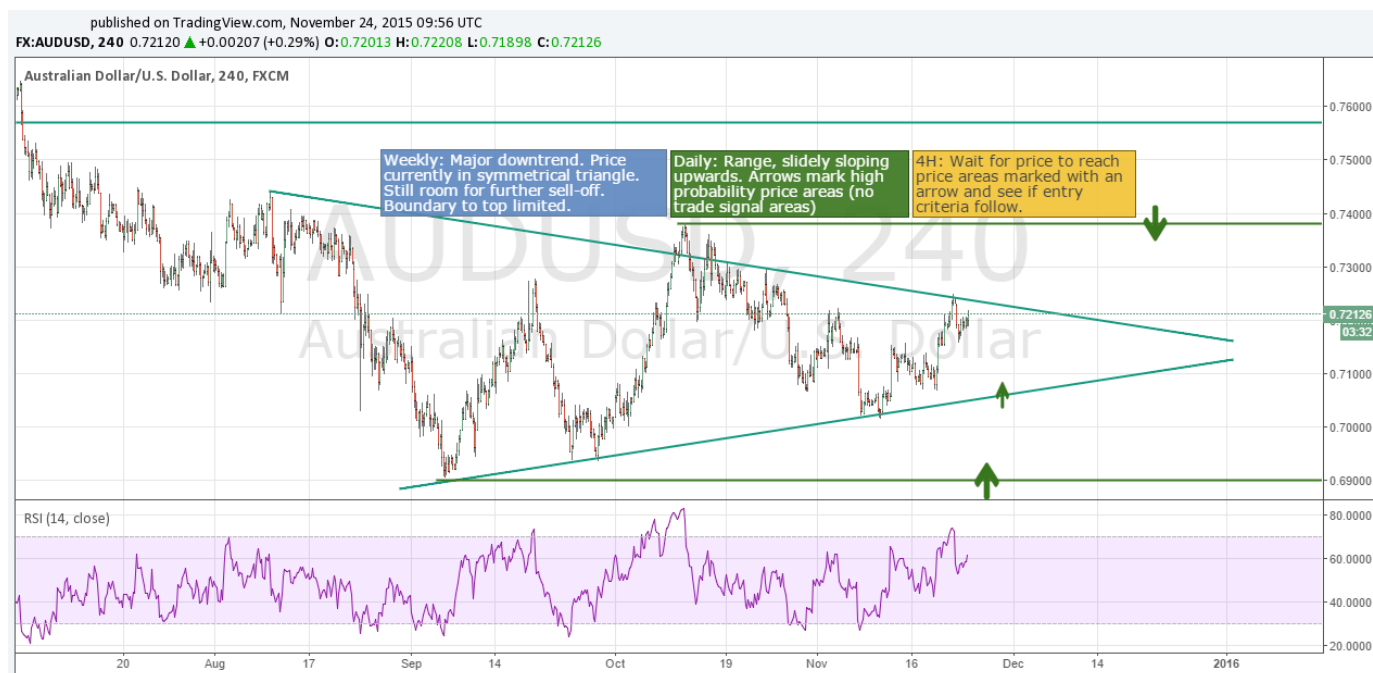 published on TradingView.com, November 24, 2015 09:56 UTC
FX:AUDUSD, 240 0.72120 ▲ +0.00207 (+0.29%) O:0.72013 H:0.72208 L:0.71898 C:0.72126
Australian Dollar/U.S. Dollar, 240, FXCM
AUDUSD, 240
Australian Dollar/U.S. Dollar
Weekly: Major downtrend. Price
currently in symmetrical triangle.
Still room for further sell-off.
Boundary to top limited.
Daily: Range, slidely sloping
upwards. Arrows mark high
probability price areas (no
trade signal areas)
4H: Wait for price to reach
price areas marked with an
arrow and see if entry
criteria follow.
0.76000
0.75000
0.74000
0.73000
0.72126
03:32
0.71000
0.70000
0.69000
RSI (14, close)
80.0000
60.0000
40.0000
20.0000
20 Aug 17 Sep 14 Oct 19 Nov 16 Dec 14 2016